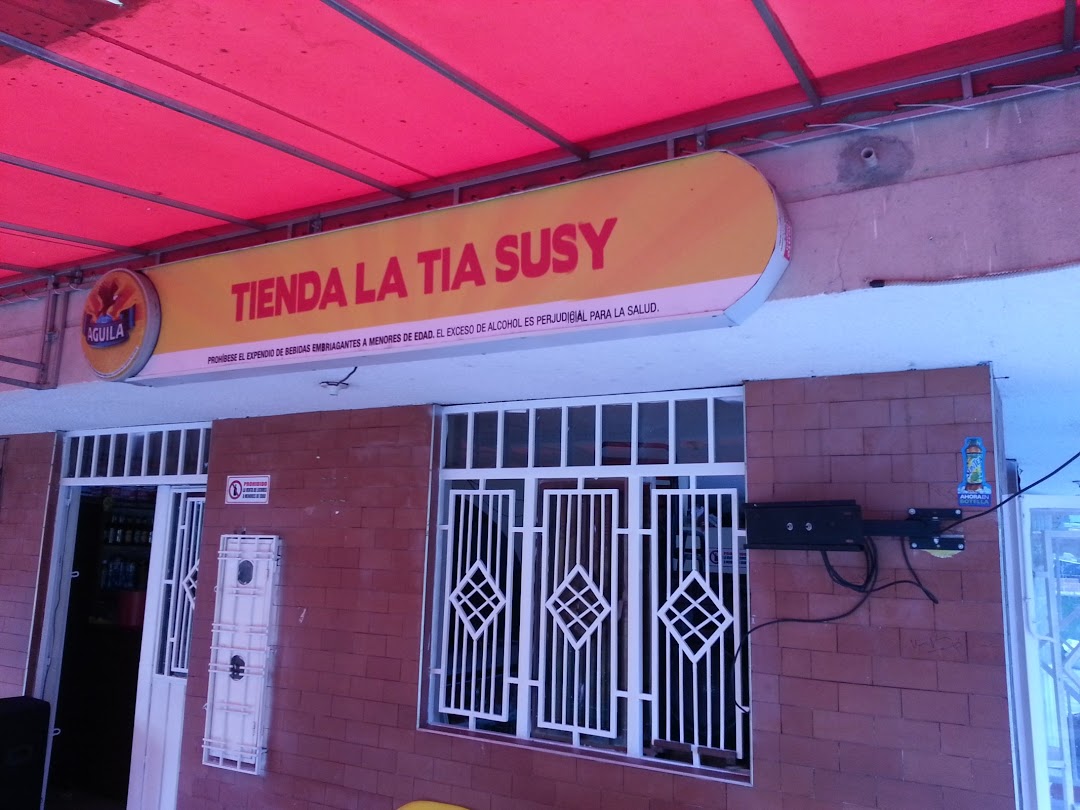 TIENDA LA TIA SUSY
AGUILA
PROHÍBESE EL EXPENDIO DE BEBIDAS EMBRIAGANTES A MENORES DE EDAD. EL EXCESO DE ALCOHOL ES PERJUDICIAL PARA LA SALUD.
PROHIBIDO
AHORA EN
BOTELLA